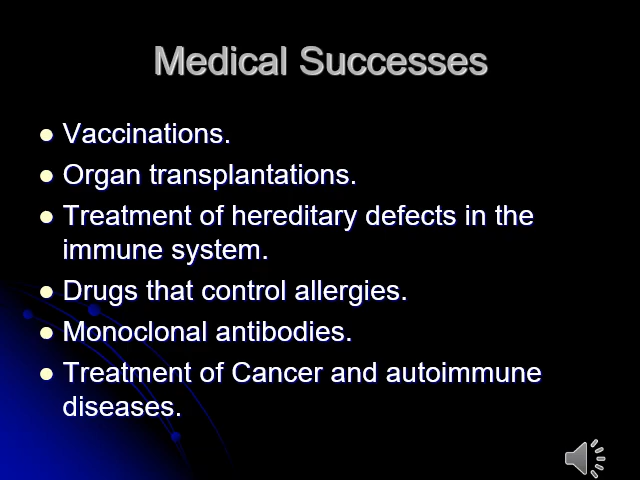 Medical Successes
Vaccinations.
Organ transplantations.
Treatment of hereditary defects in the
immune system.
Drugs that control allergies.
Monoclonal antibodies.
Treatment of Cancer and autoimmune
diseases.